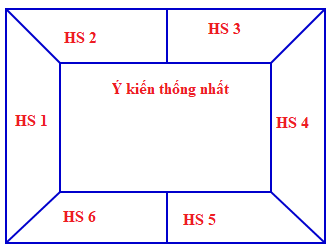 HS 2
HS 3
Ý kiến thống nhất
HS 1
HS 4
HS 6
HS 5